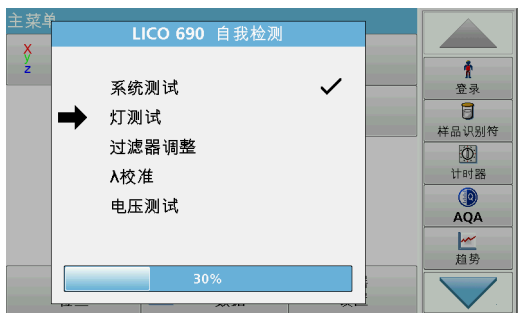 主菜单
LICO 690 自我检测
X
y
z
系统测试
灯测试
过滤器调整
λ校准
电压测试
30%
登录
样品识别符
计时器
AQA
趋势